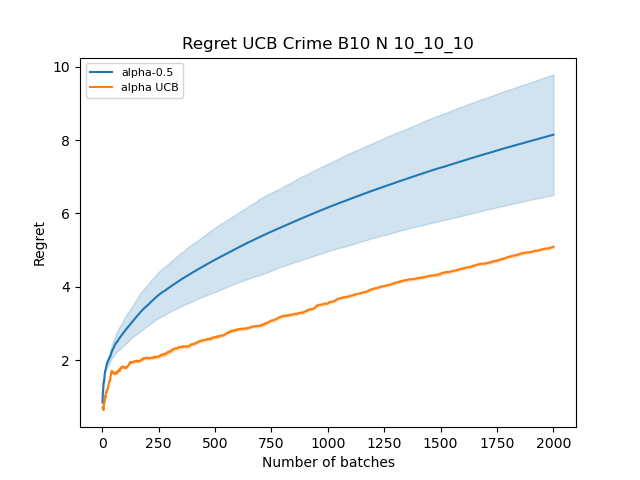 Regret UCB Crime B10 N 10_10_10
alpha-0.5
alpha UCB
Regret
10
8
6
4
2
0 250 500 750 1000 1250 1500 1750 2000
Number of batches